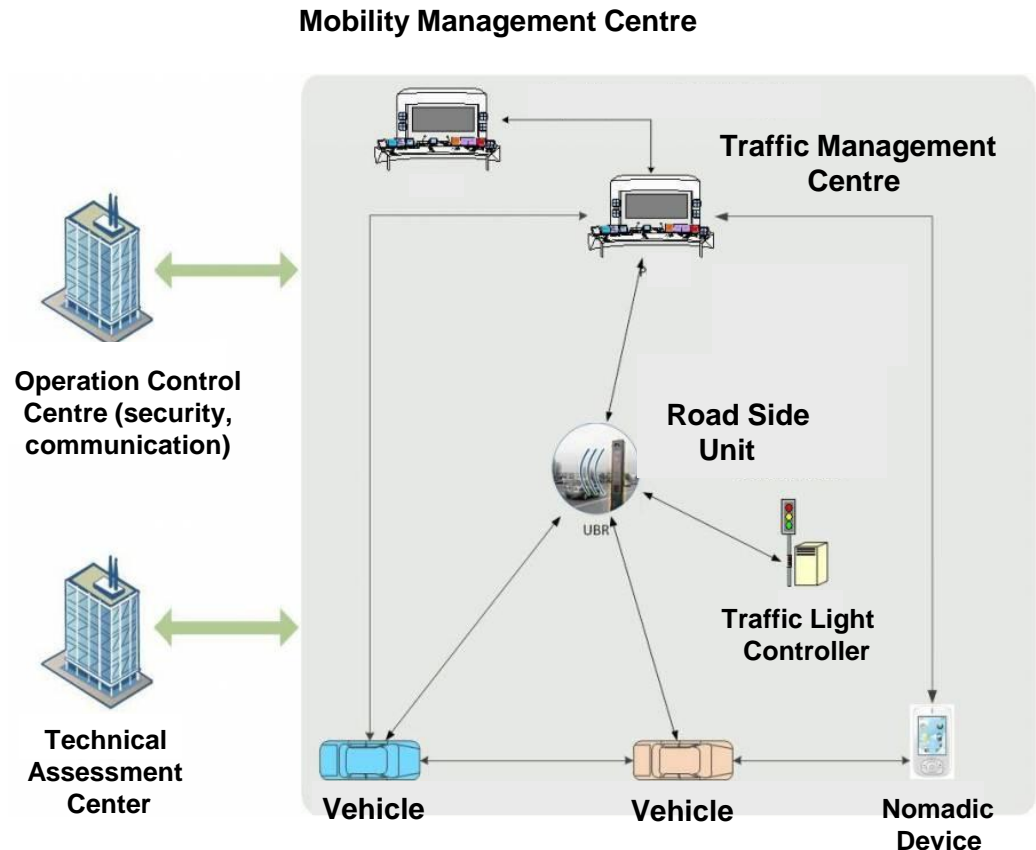 Mobility Management Centre
Traffic Management
Centre
P
Operation Control
Centre (security,
communication)
Road Side
Unit
UBR
Traffic Light
Controller
Technical
Assessment
Center
Vehicle
Vehicle
Nomadic
Device